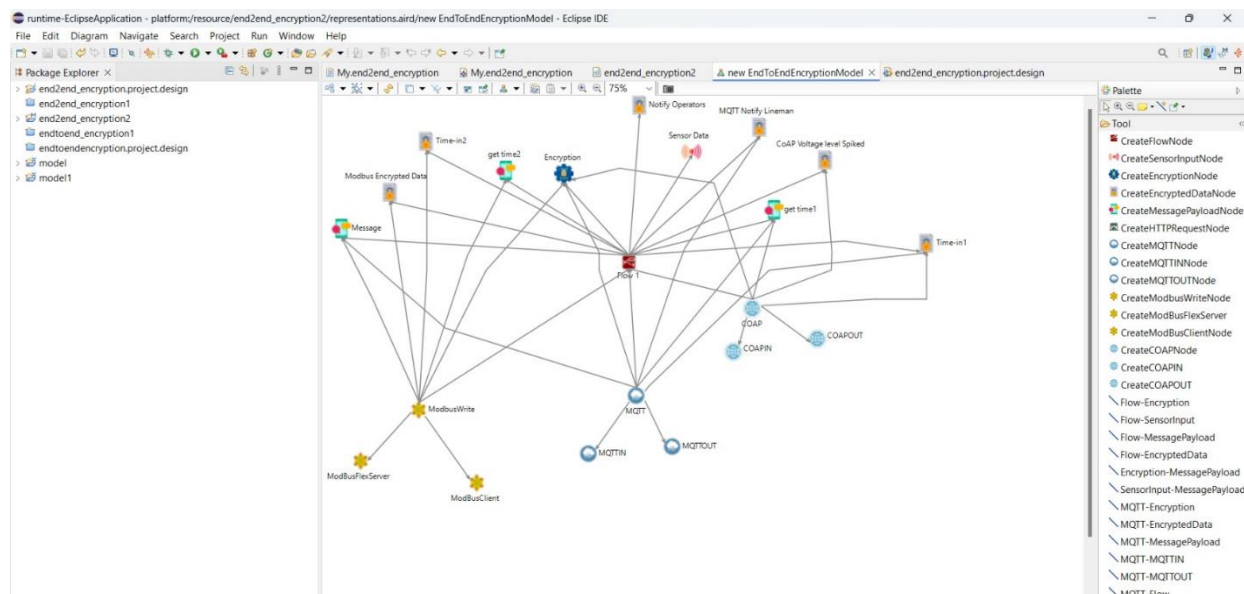 runtime-EclipseApplication - platform:/resource/end2end_encryption2/representations.aird/new EndToEndEncryptionModel - Eclipse IDE
File Edit Diagram Navigate Search Project Run Window Help
Package Explorer
My.end2end_encryption
My.end2end_encryption
end2end_encryption2
new EndToEndEncryptionModel
end2end_encryption.project.design
75%
end2end_encryption.project.design
end2end_encryption1
end2end_encryption2
endtoend_encryption1
endtoendencryption.project.design
model
model1
Notify Operators
MQTT Notify Lineman
Time-in2
Sensor Data
CoAP Voltage level Spiked
get time2
Encryption
Modbus Encrypted Data
get time1
Message
Time-in1
Flow 1
COAP
COAPOUT
COAPIN
ModbusWrite
MQTT
MQTTOUT
MQTTIN
ModBusFlexServer
ModBusClient
Palette
Tool
CreateFlowNode
CreateSensorInputNode
CreateEncryptionNode
CreateEncryptedDataNode
CreateMessagePayloadNode
CreateHTTPRequestNode
CreateMQTTNode
CreateMQTTINNode
CreateMQTTOUTNode
CreateModbusWriteNode
CreateModbusFlexServer
CreateModBusClientNode
CreateCOAPNode
CreateCOAPIN
CreateCOAPOUT
Flow-Encryption
Flow-SensorInput
Flow-MessagePayload
Flow-EncryptedData
Encryption-MessagePayload
SensorInput-MessagePayload
MQTT-Encryption
MQTT-EncryptedData
MQTT-MessagePayload
MQTT-MQTTIN
MQTT-MQTTOUT
MQTT-Flow